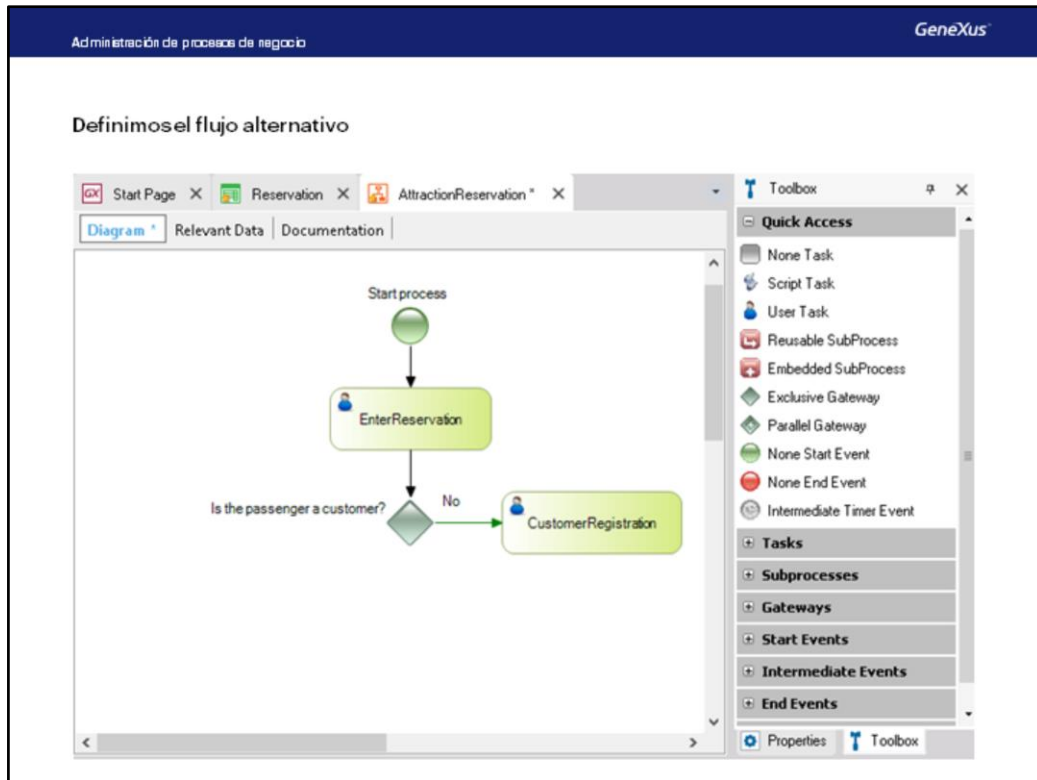 Administración de procesos de negocio
GeneXus
Definimos el flujo alternativo
GX Start Page
Reservation
AttractionReservation *
Toolbox
Diagram *
Relevant Data
Documentation
Quick Access
None Task
Script Task
User Task
Reusable SubProcess
Embedded SubProcess
Exclusive Gateway
Parallel Gateway
None Start Event
None End Event
Intermediate Timer Event
Tasks
Subprocesses
Gateways
Start Events
Intermediate Events
End Events
Properties
Toolbox
Start process
EnterReservation
Is the passenger a customer?
No
CustomerRegistration